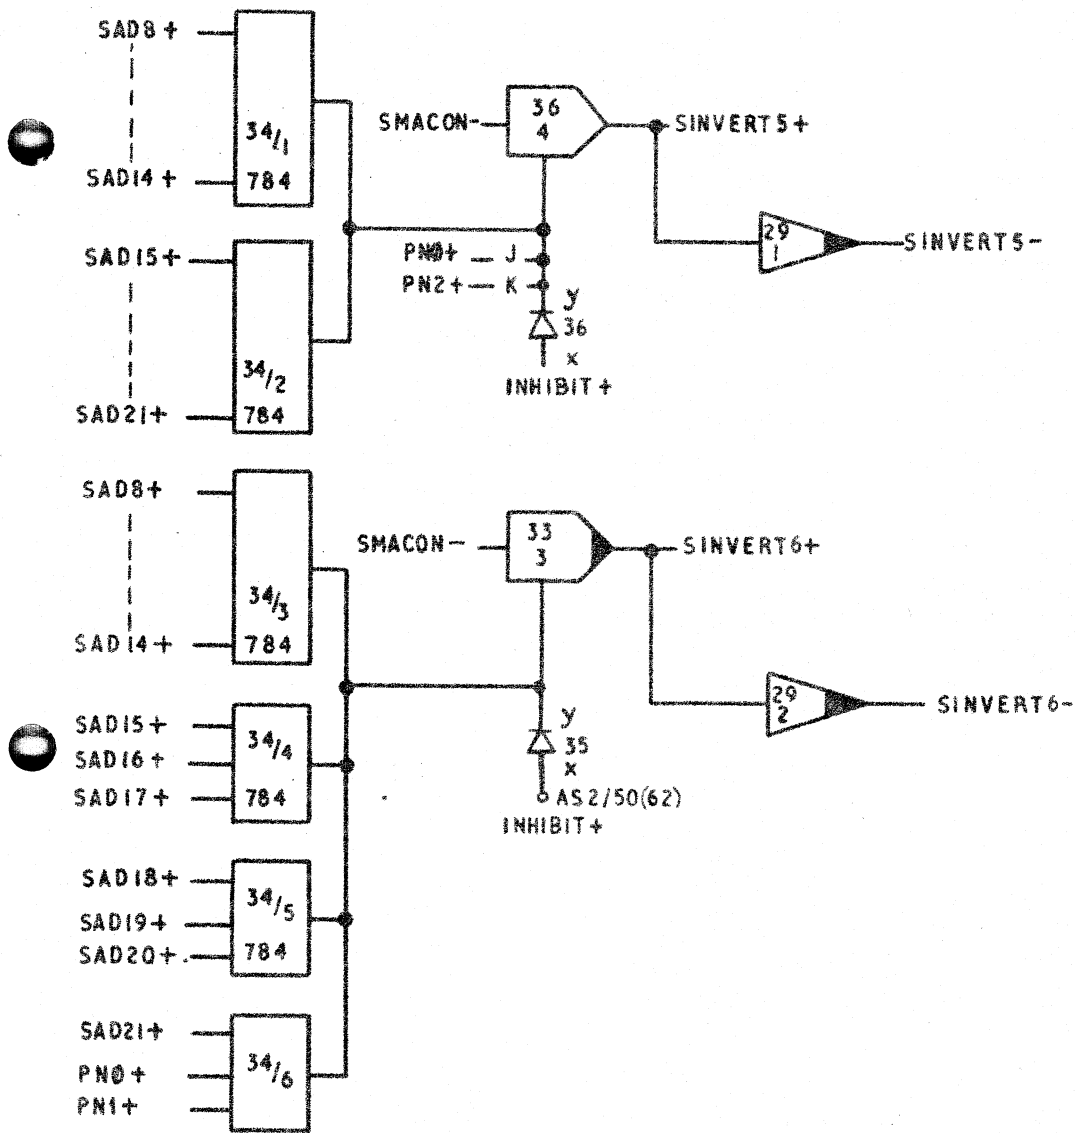 SAD8+
34/1
SAD14+
784
SMACON-
36
4
SINVERT5+
SAD15+
34/2
SAD21+
784
PN0+ J
PN2+ K
y
36
x
INHIBIT+
29
1
SINVERT5-
SAD8+
34/3
SAD14+
784
SMACON-
33
3
SINVERT6+
SAD15+
SAD16+
SAD17+
34/4
784
y
35
x
AS2/50(62)
INHIBIT+
29
2
SINVERT6-
SAD18+
SAD19+
SAD20+
34/5
784
SAD21+
PN0+
PN1+
34/6